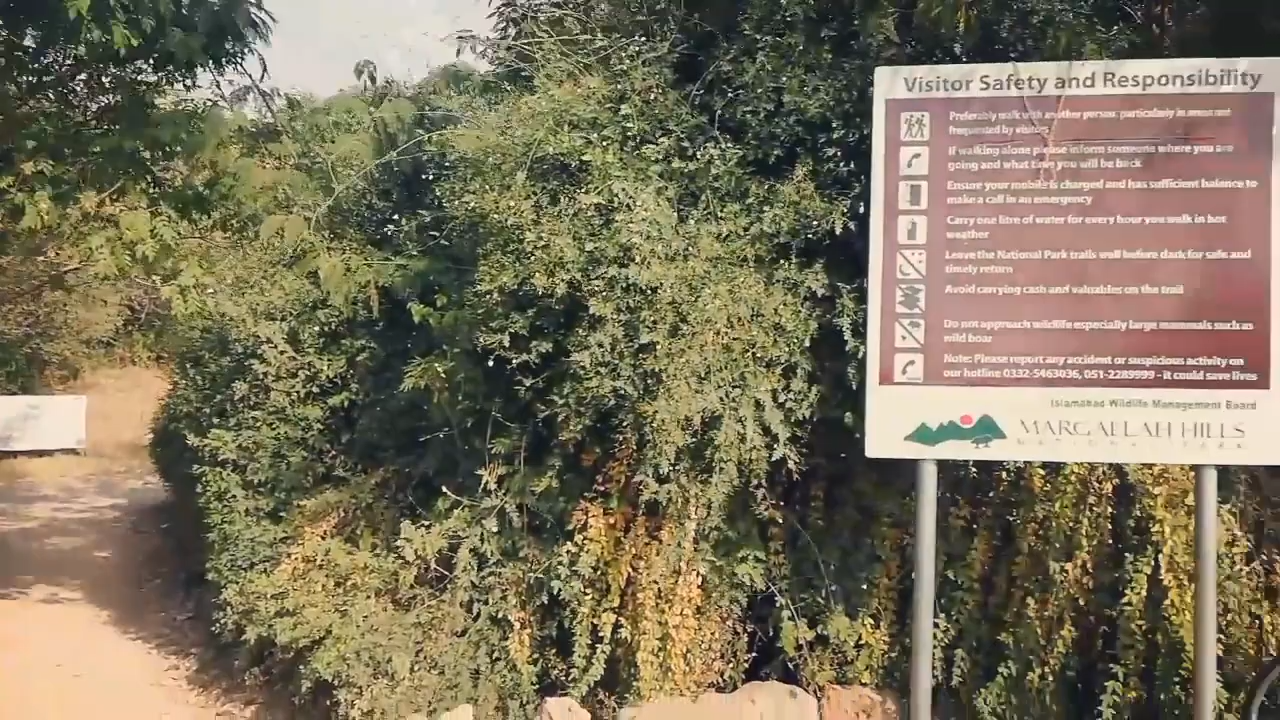 Visitor Safety and Responsibility
Preferably walk with another person, particularly in areas not
frequented by visitors
If walking alone please inform someone where you are
going and what time you will be back
Ensure your mobile is charged and has sufficient balance to
make a call in an emergency
Carry one litre of water for every hour you walk in hot
weather
Leave the National Park trails well before dark for safe and
timely return
Avoid carrying cash and valuables on the trail
Do not approach wildlife especially large mammals such as
wild boar
Note: Please report any accident or suspicious activity on
our hotline 0332-5463036, 051-2289999 - it could save lives
Islamabad Wildlife Management Board
MARGALLAH HILLS
NATIONAL PARK